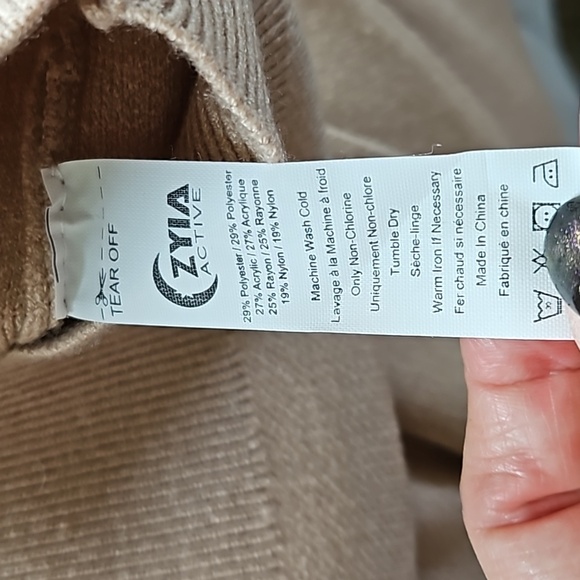 TEAR OFF
ZYIA
ACTIVE
29% Polyester / 29% Polyester
27% Acrylic / 27% Acrylique
25% Rayon / 25% Rayonne
19% Nylon / 19% Nylon
Machine Wash Cold
Lavage à la Machine à froid
Only Non-Chlorine
Uniquement Non-chlore
Tumble Dry
Sèche-linge
Warm Iron If Necessary
Fer chaud si nécessaire
Made In China
Fabriqué en chine